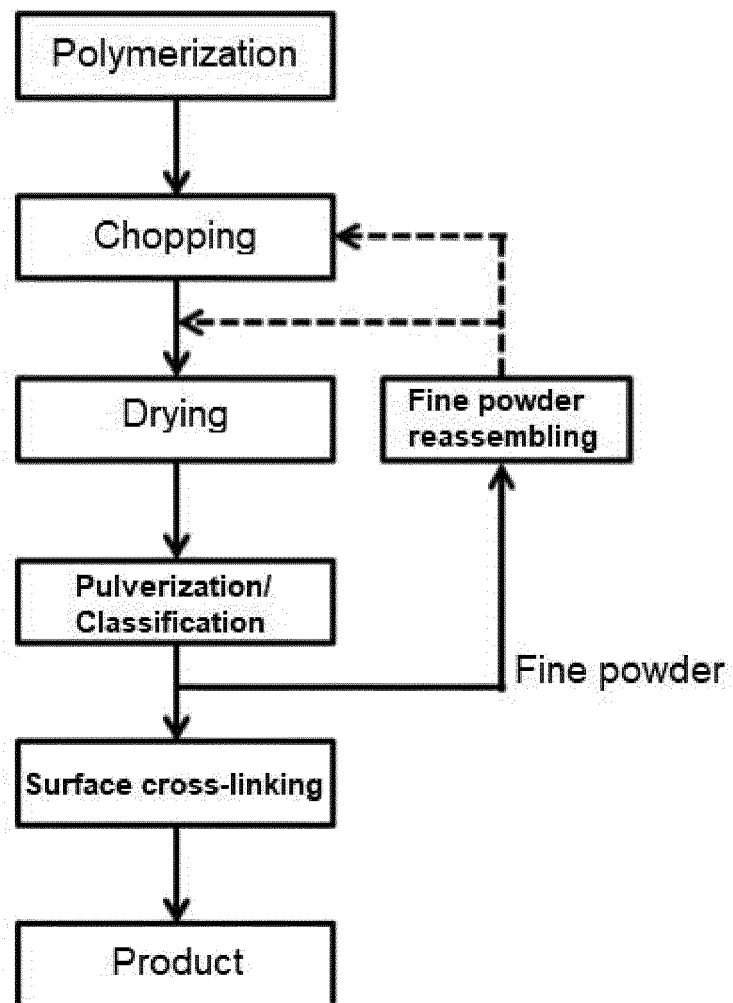 Polymerization
Chopping
Drying
Fine powder
reassembling
Pulverization/
Classification
Fine powder
Surface cross-linking
Product